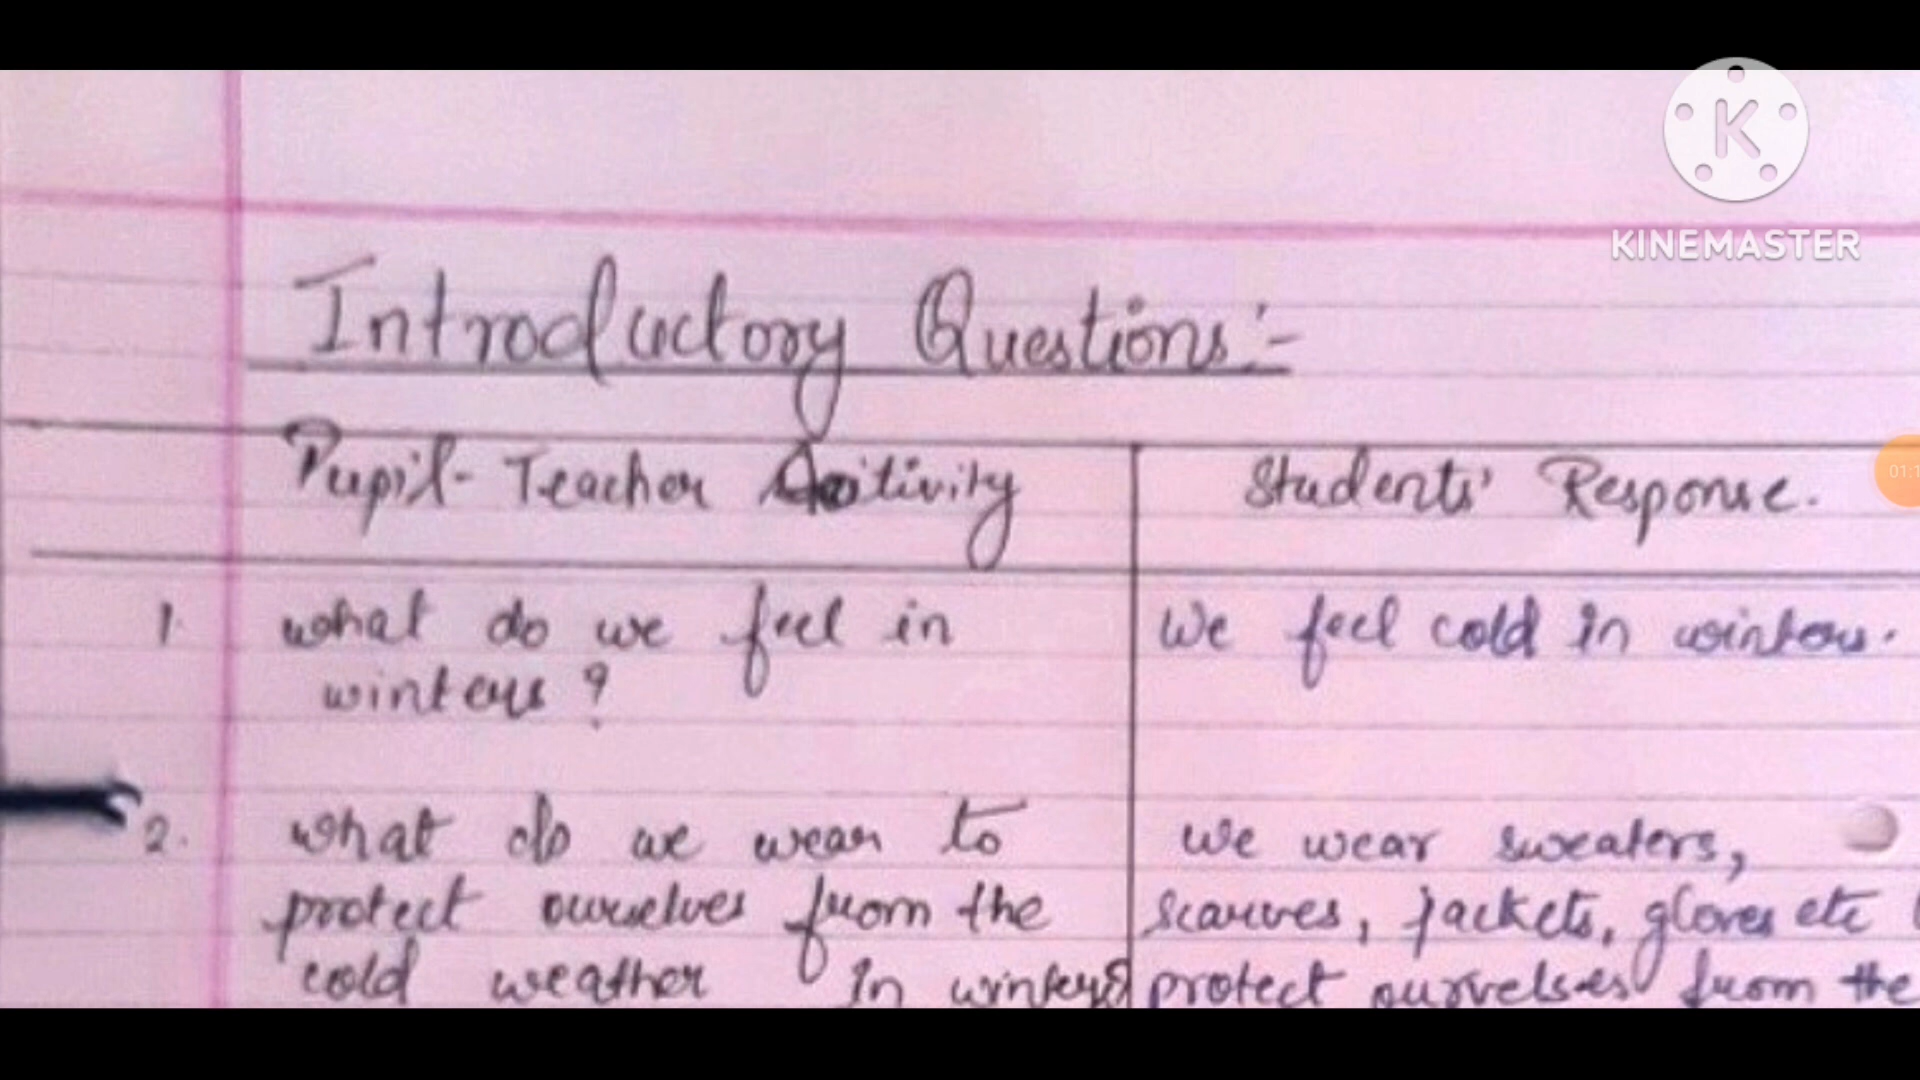 KINEMASTER
Introductory Questions:-
Pupil-Teacher Activity
Students' Response.
1. what do we feel in
winters?
We feel cold in winters.
2. what do we wear to
protect ourselves from the
cold weather in winters
we wear sweaters,
scarves, jackets, gloves etc
protect ourselves from the